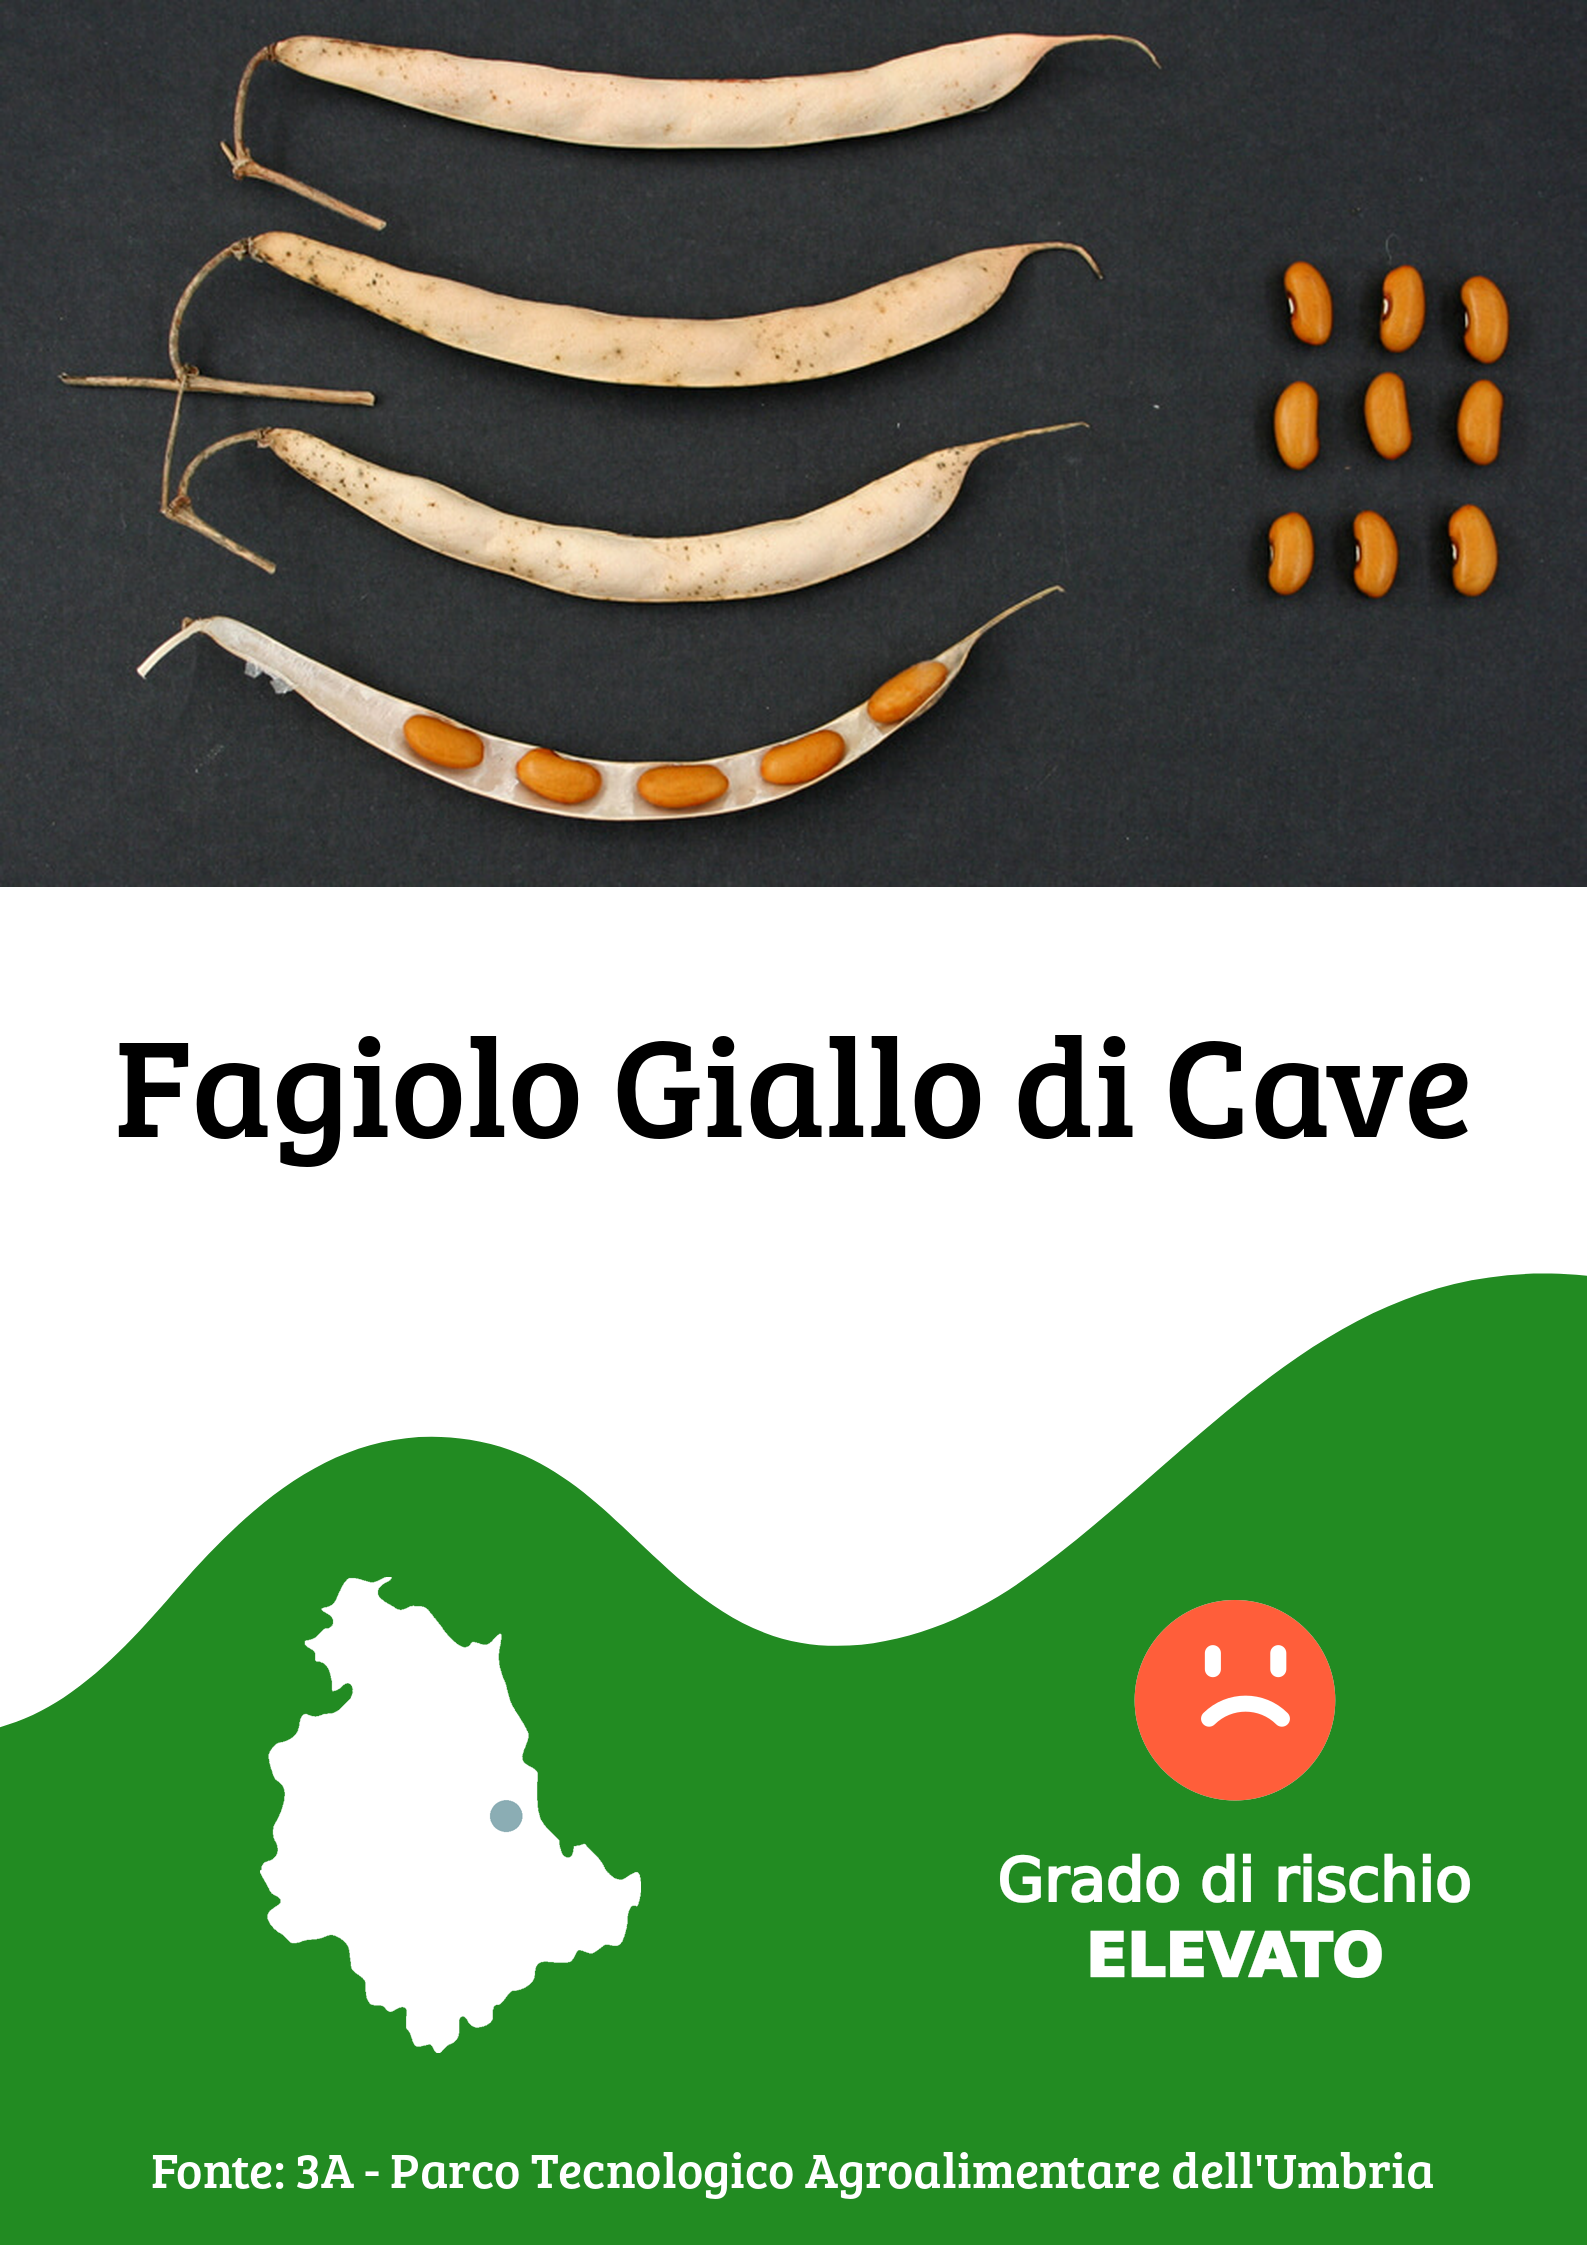 Fagiolo Giallo di Cave
Grado di rischio
ELEVATO
Fonte: 3A - Parco Tecnologico Agroalimentare dell'Umbria